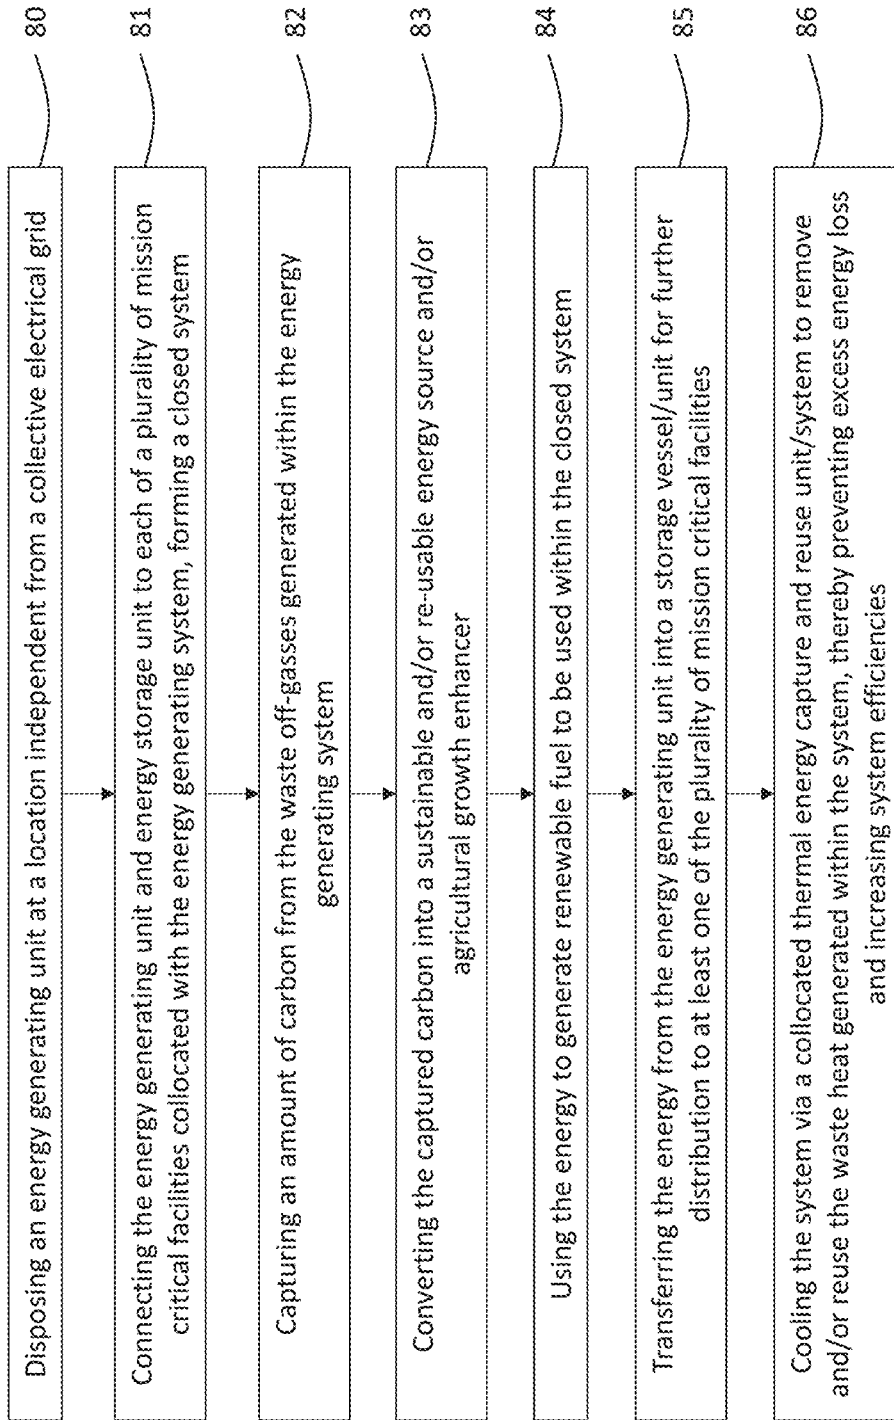 Disposing an energy generating unit at a location independent from a collective electrical grid
80
Connecting the energy generating unit and energy storage unit to each of a plurality of mission
critical facilities collocated with the energy generating system, forming a closed system
81
Capturing an amount of carbon from the waste off-gasses generated within the energy
generating system
82
Converting the captured carbon into a sustainable and/or re-usable energy source and/or
agricultural growth enhancer
83
Using the energy to generate renewable fuel to be used within the closed system
84
Transferring the energy from the energy generating unit into a storage vessel/unit for further
distribution to at least one of the plurality of mission critical facilities
85
Cooling the system via a collocated thermal energy capture and reuse unit/system to remove
and/or reuse the waste heat generated within the system, thereby preventing excess energy loss
and increasing system efficiencies
86